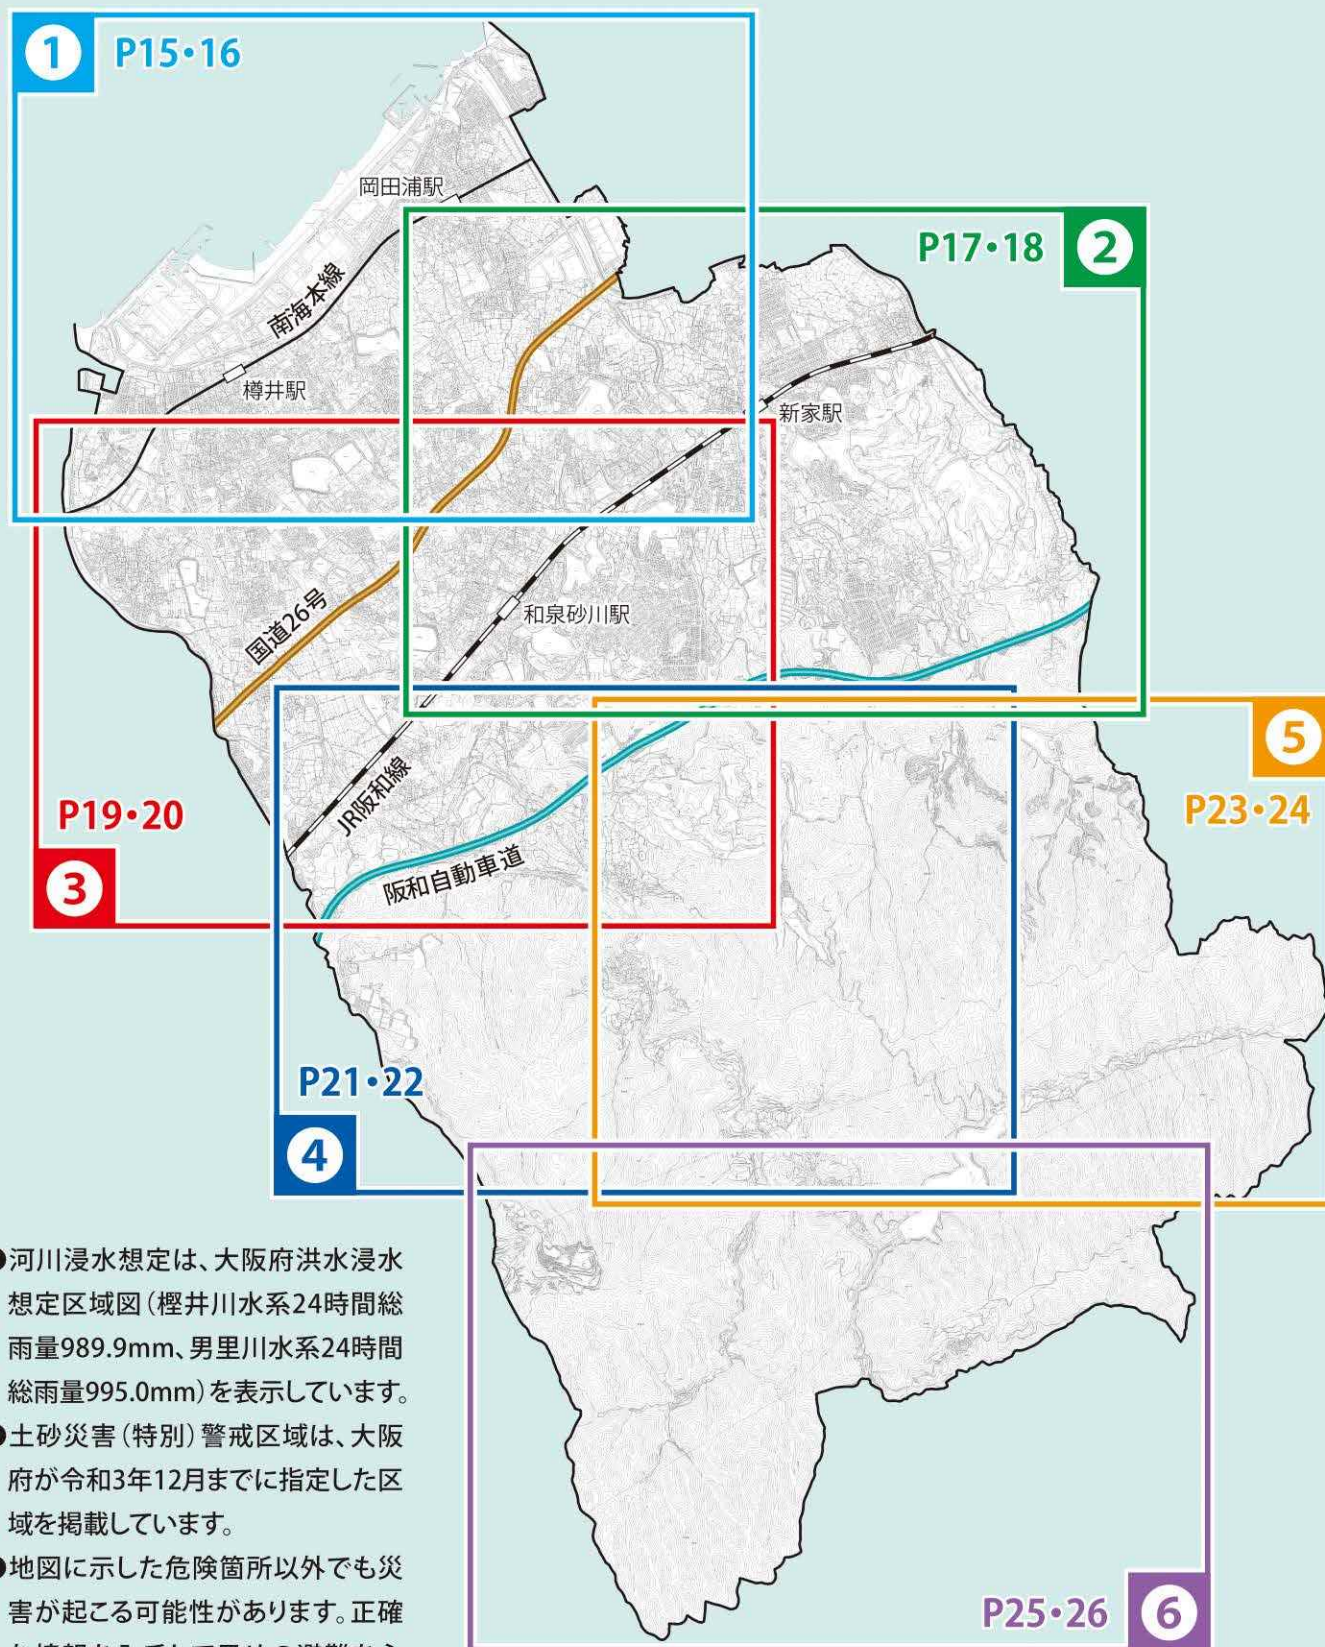 1 P15・16
岡田浦駅
P17・18 2
南海本線
樽井駅
新家駅
和泉砂川駅
国道26号
5
P23・24
JR阪和線
P19・20
3
阪和自動車道
P21・22
4
●河川浸水想定は、大阪府洪水浸水
想定区域図（樫井川水系24時間総
雨量989.9mm、男里川水系24時間
総雨量995.0mm）を表示しています。
●土砂災害（特別）警戒区域は、大阪
府が令和3年12月までに指定した区
域を掲載しています。
●地図に示した危険箇所以外でも災
害が起こる可能性があります。正確
P25・26 6